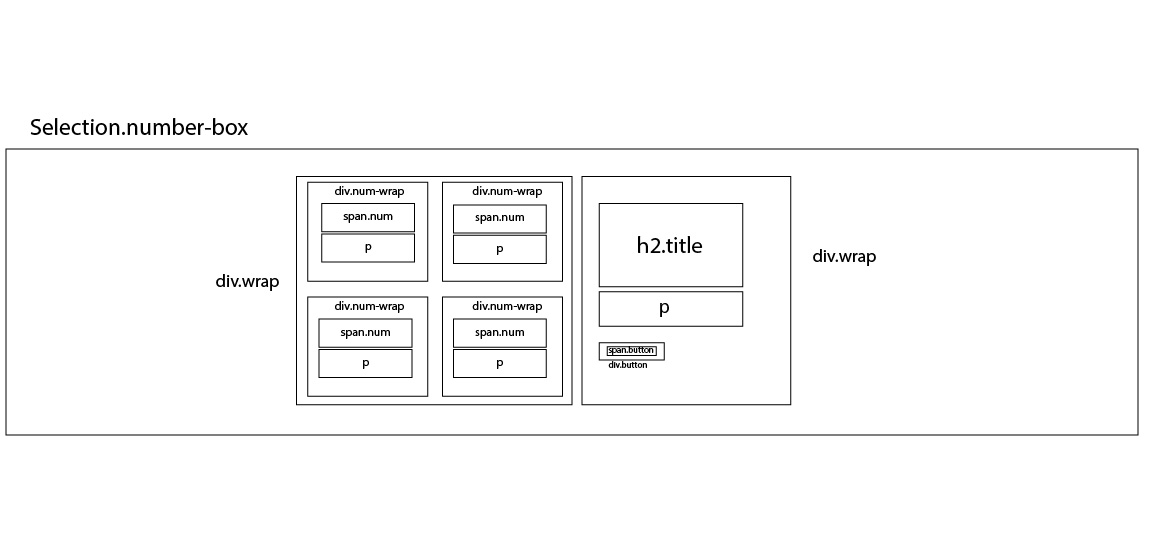 Selection.number-box
div.wrap
div.num-wrap
span.num
p
div.num-wrap
span.num
p
div.num-wrap
span.num
p
div.num-wrap
span.num
p
h2.title
p
span.button
div.button
div.wrap